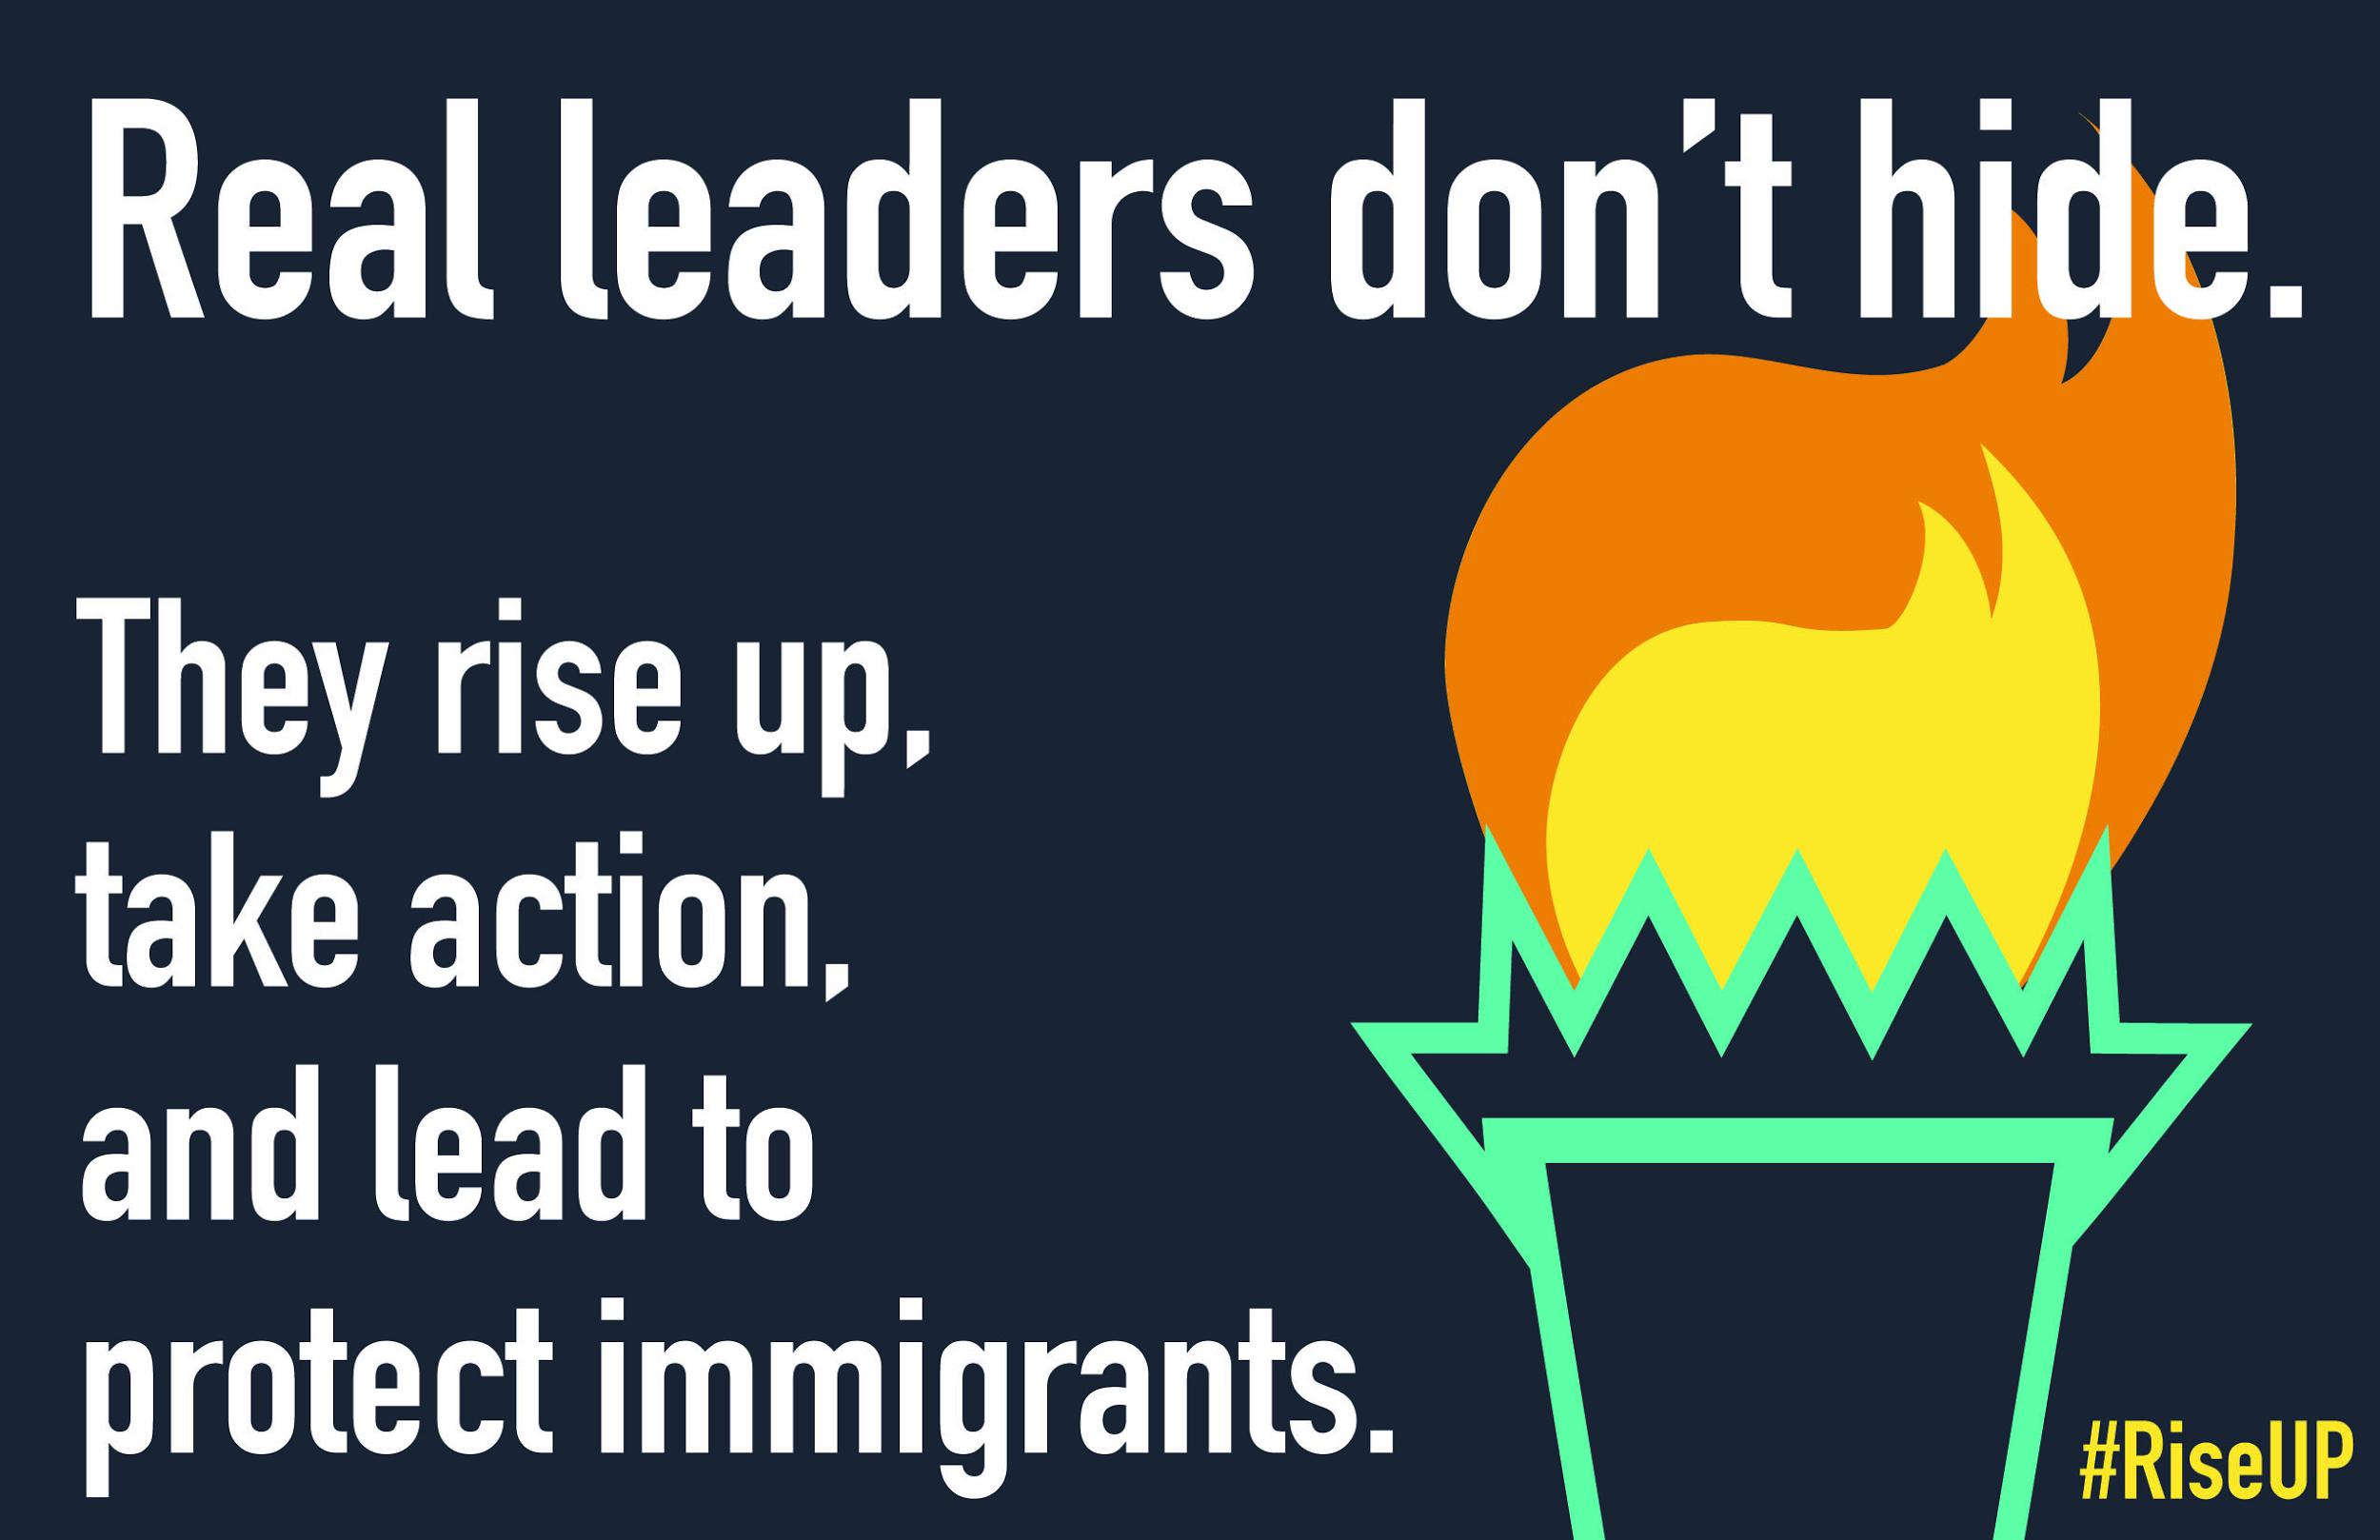 Real leaders don’t hide.
They rise up,
take action,
and lead to
protect immigrants.
#RiseUP